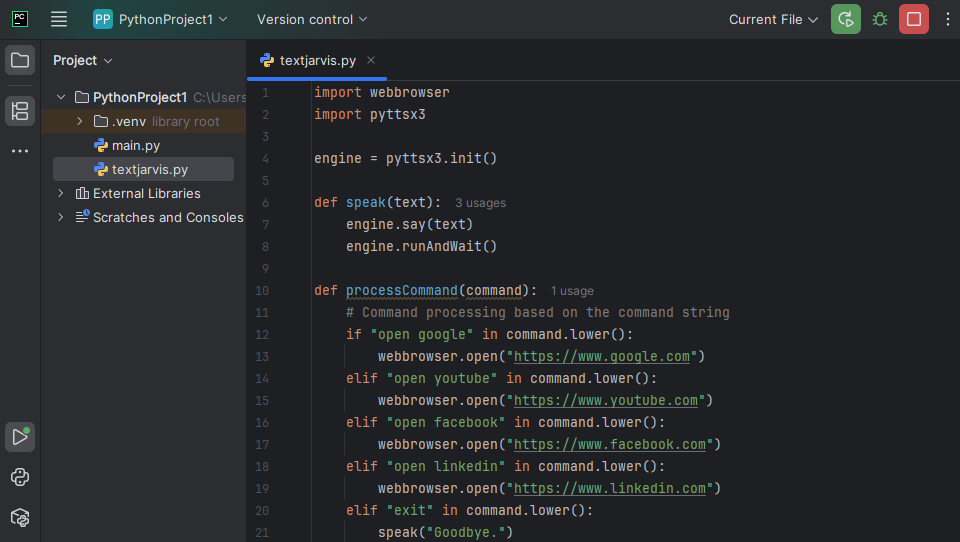 PC
PP PythonProject1
Version control
Current File
Project
PythonProject1 C:\Users
.venv library root
main.py
textjarvis.py
External Libraries
Scratches and Consoles
textjarvis.py
1 import webbrowser
2 import pyttsx3
3
4 engine = pyttsx3.init()
5
6 def speak(text): 3 usages
7 engine.say(text)
8 engine.runAndWait()
9
10 def processCommand(command): 1 usage
11 # Command processing based on the command string
12 if "open google" in command.lower():
13 webbrowser.open("https://www.google.com")
14 elif "open youtube" in command.lower():
15 webbrowser.open("https://www.youtube.com")
16 elif "open facebook" in command.lower():
17 webbrowser.open("https://www.facebook.com")
18 elif "open linkedin" in command.lower():
19 webbrowser.open("https://www.linkedin.com")
20 elif "exit" in command.lower():
21 speak("Goodbye.")